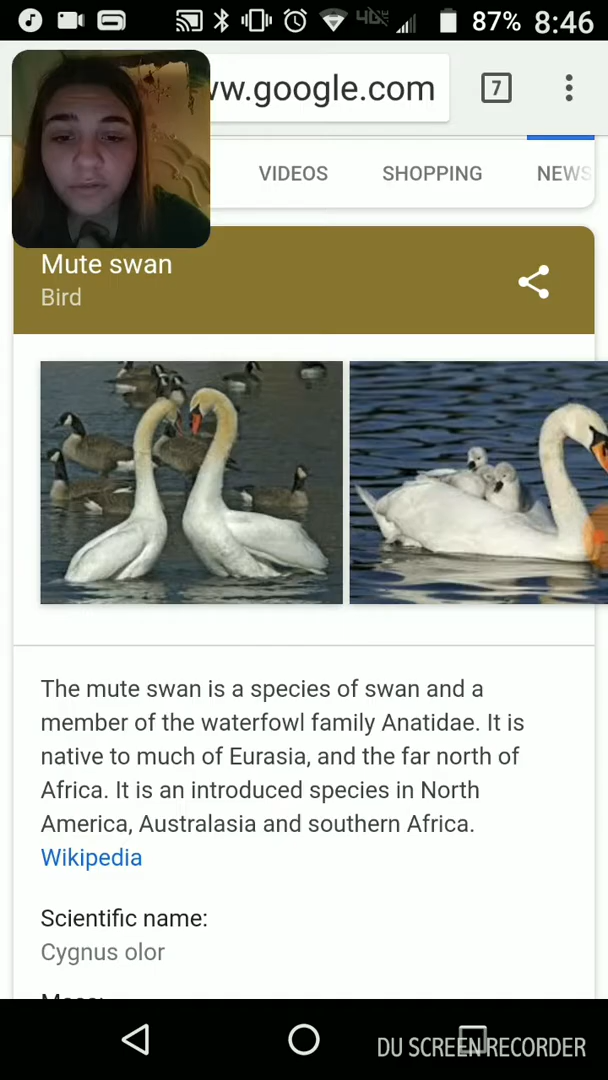 87% 8:46
ww.google.com
7
VIDEOS SHOPPING NEWS
Mute swan
Bird
The mute swan is a species of swan and a
member of the waterfowl family Anatidae. It is
native to much of Eurasia, and the far north of
Africa. It is an introduced species in North
America, Australasia and southern Africa.
Wikipedia
Scientific name:
Cygnus olor
DU SCREEN RECORDER